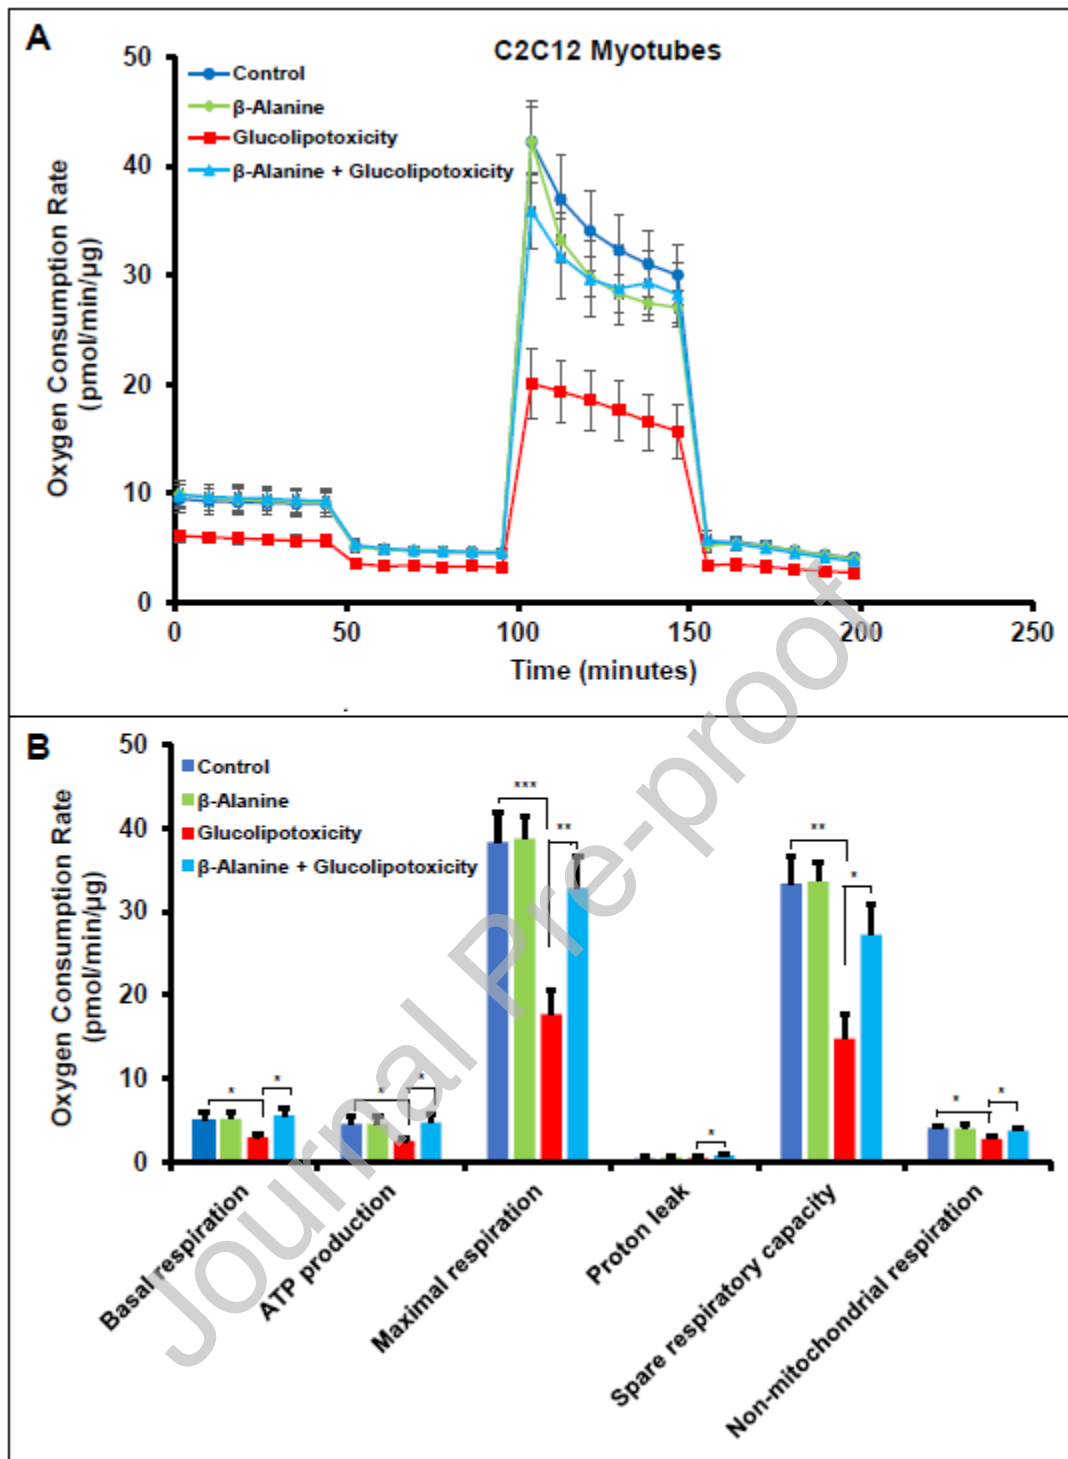 A
C2C12 Myotubes
50
40
30
20
10
0
Oxygen Consumption Rate
(pmol/min/µg)
Control
β-Alanine
Glucolipotoxicity
β-Alanine + Glucolipotoxicity
0 50 100 150 200 250
Time (minutes)
B
50
40
30
20
10
0
Oxygen Consumption Rate
(pmol/min/µg)
Control
β-Alanine
Glucolipotoxicity
β-Alanine + Glucolipotoxicity
* * * * *** ** * ** * * *
Basal respiration
ATP production
Maximal respiration
Proton leak
Spare respiratory capacity
Non-mitochondrial respiration
Journal Pre-proof